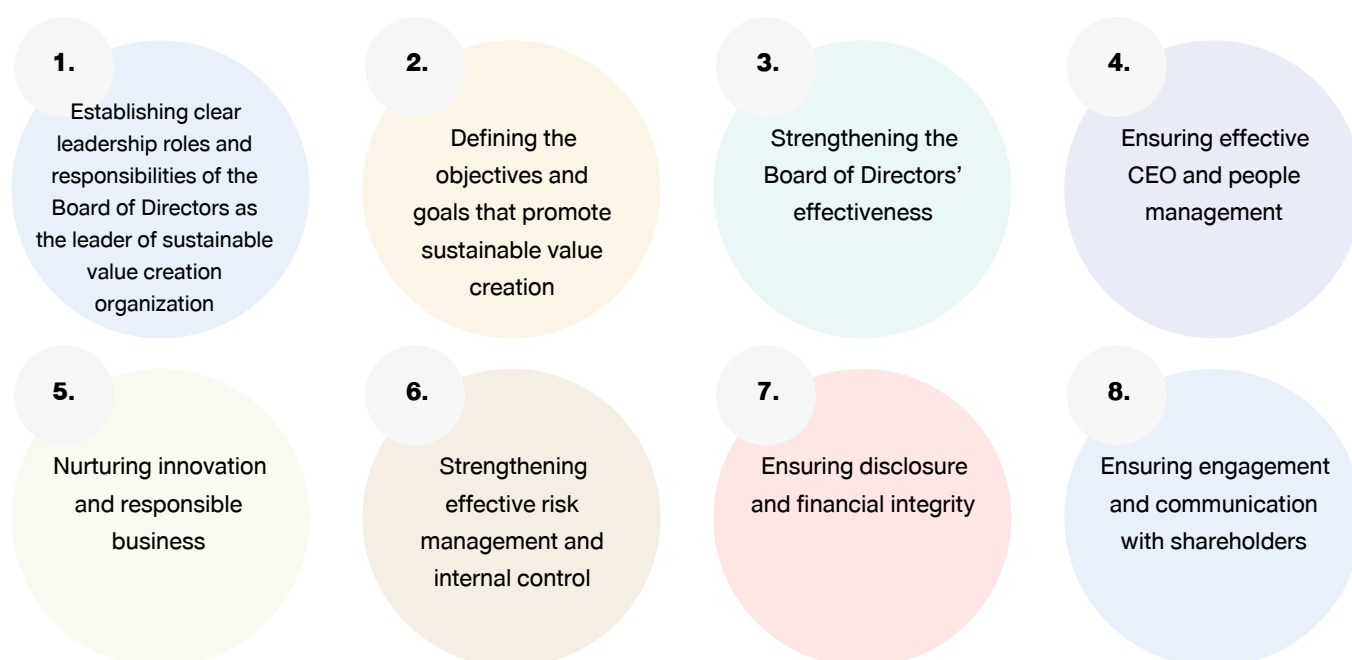 1.
Establishing clear
leadership roles and
responsibilities of the
Board of Directors as
the leader of sustainable
value creation
organization
2.
Defining the
objectives and
goals that promote
sustainable value
creation
3.
Strengthening the
Board of Directors’
effectiveness
4.
Ensuring effective
CEO and people
management
5.
Nurturing innovation
and responsible
business
6.
Strengthening
effective risk
management and
internal control
7.
Ensuring disclosure
and financial integrity
8.
Ensuring engagement
and communication
with shareholders